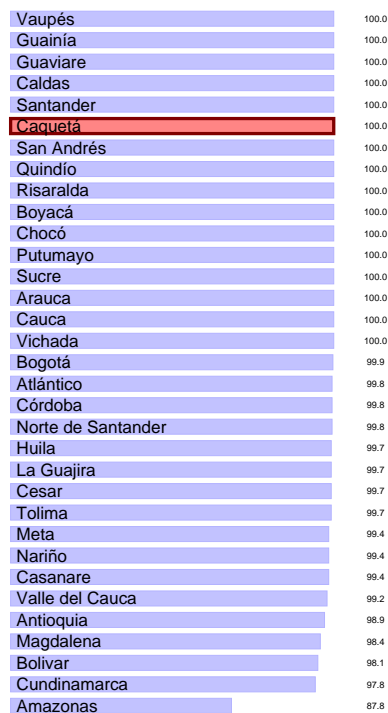 Vaupés 100.0
Guainía 100.0
Guaviare 100.0
Caldas 100.0
Santander 100.0
Caquetá 100.0
San Andrés 100.0
Quindío 100.0
Risaralda 100.0
Boyacá 100.0
Chocó 100.0
Putumayo 100.0
Sucre 100.0
Arauca 100.0
Cauca 100.0
Vichada 100.0
Bogotá 99.9
Atlántico 99.8
Córdoba 99.8
Norte de Santander 99.8
Huila 99.7
La Guajira 99.7
Cesar 99.7
Tolima 99.7
Meta 99.4
Nariño 99.4
Casanare 99.4
Valle del Cauca 99.2
Antioquia 98.9
Magdalena 98.4
Bolivar 98.1
Cundinamarca 97.8
Amazonas 87.8